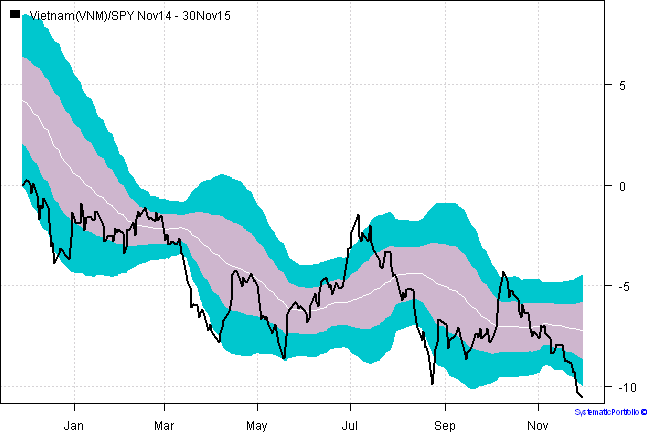 Vietnam(VNM)/SPY Nov14 - 30Nov15
5
0
-5
-10
Jan Mar May Jul Sep Nov
SystematicPortfolio ©